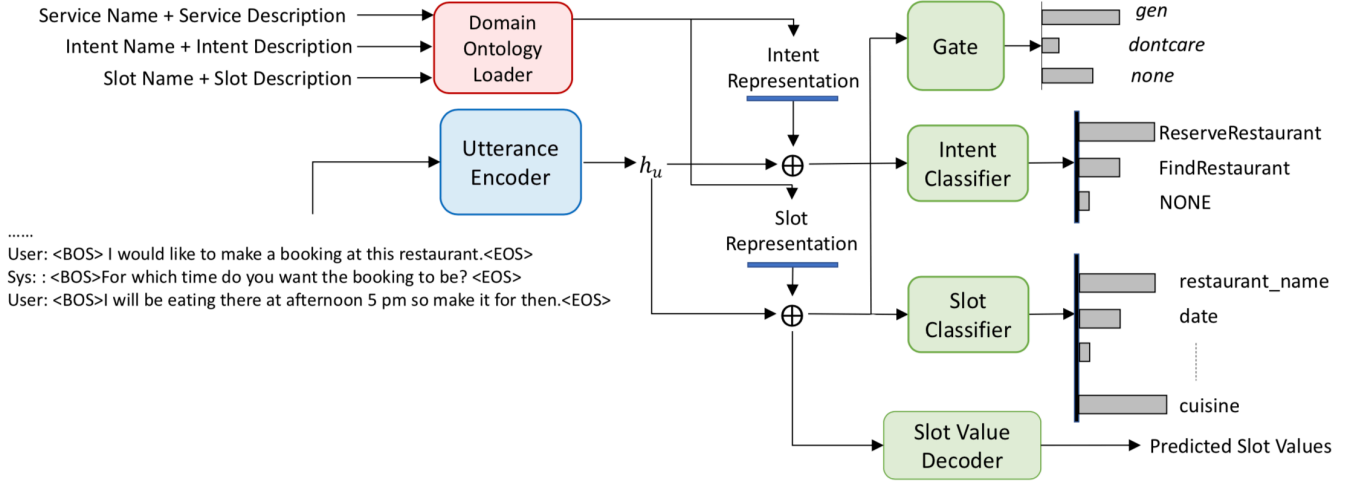 Service Name + Service Description
Intent Name + Intent Description
Slot Name + Slot Description
Domain
Ontology
Loader
Utterance
Encoder
h_u
......
User: <BOS> I would like to make a booking at this restaurant.<EOS>
Sys: : <BOS>For which time do you want the booking to be? <EOS>
User: <BOS>I will be eating there at afternoon 5 pm so make it for then.<EOS>
Intent
Representation
⊕
Slot
Representation
⊕
Gate
gen
dontcare
none
Intent
Classifier
ReserveRestaurant
FindRestaurant
NONE
Slot
Classifier
restaurant_name
date
cuisine
Slot Value
Decoder
Predicted Slot Values